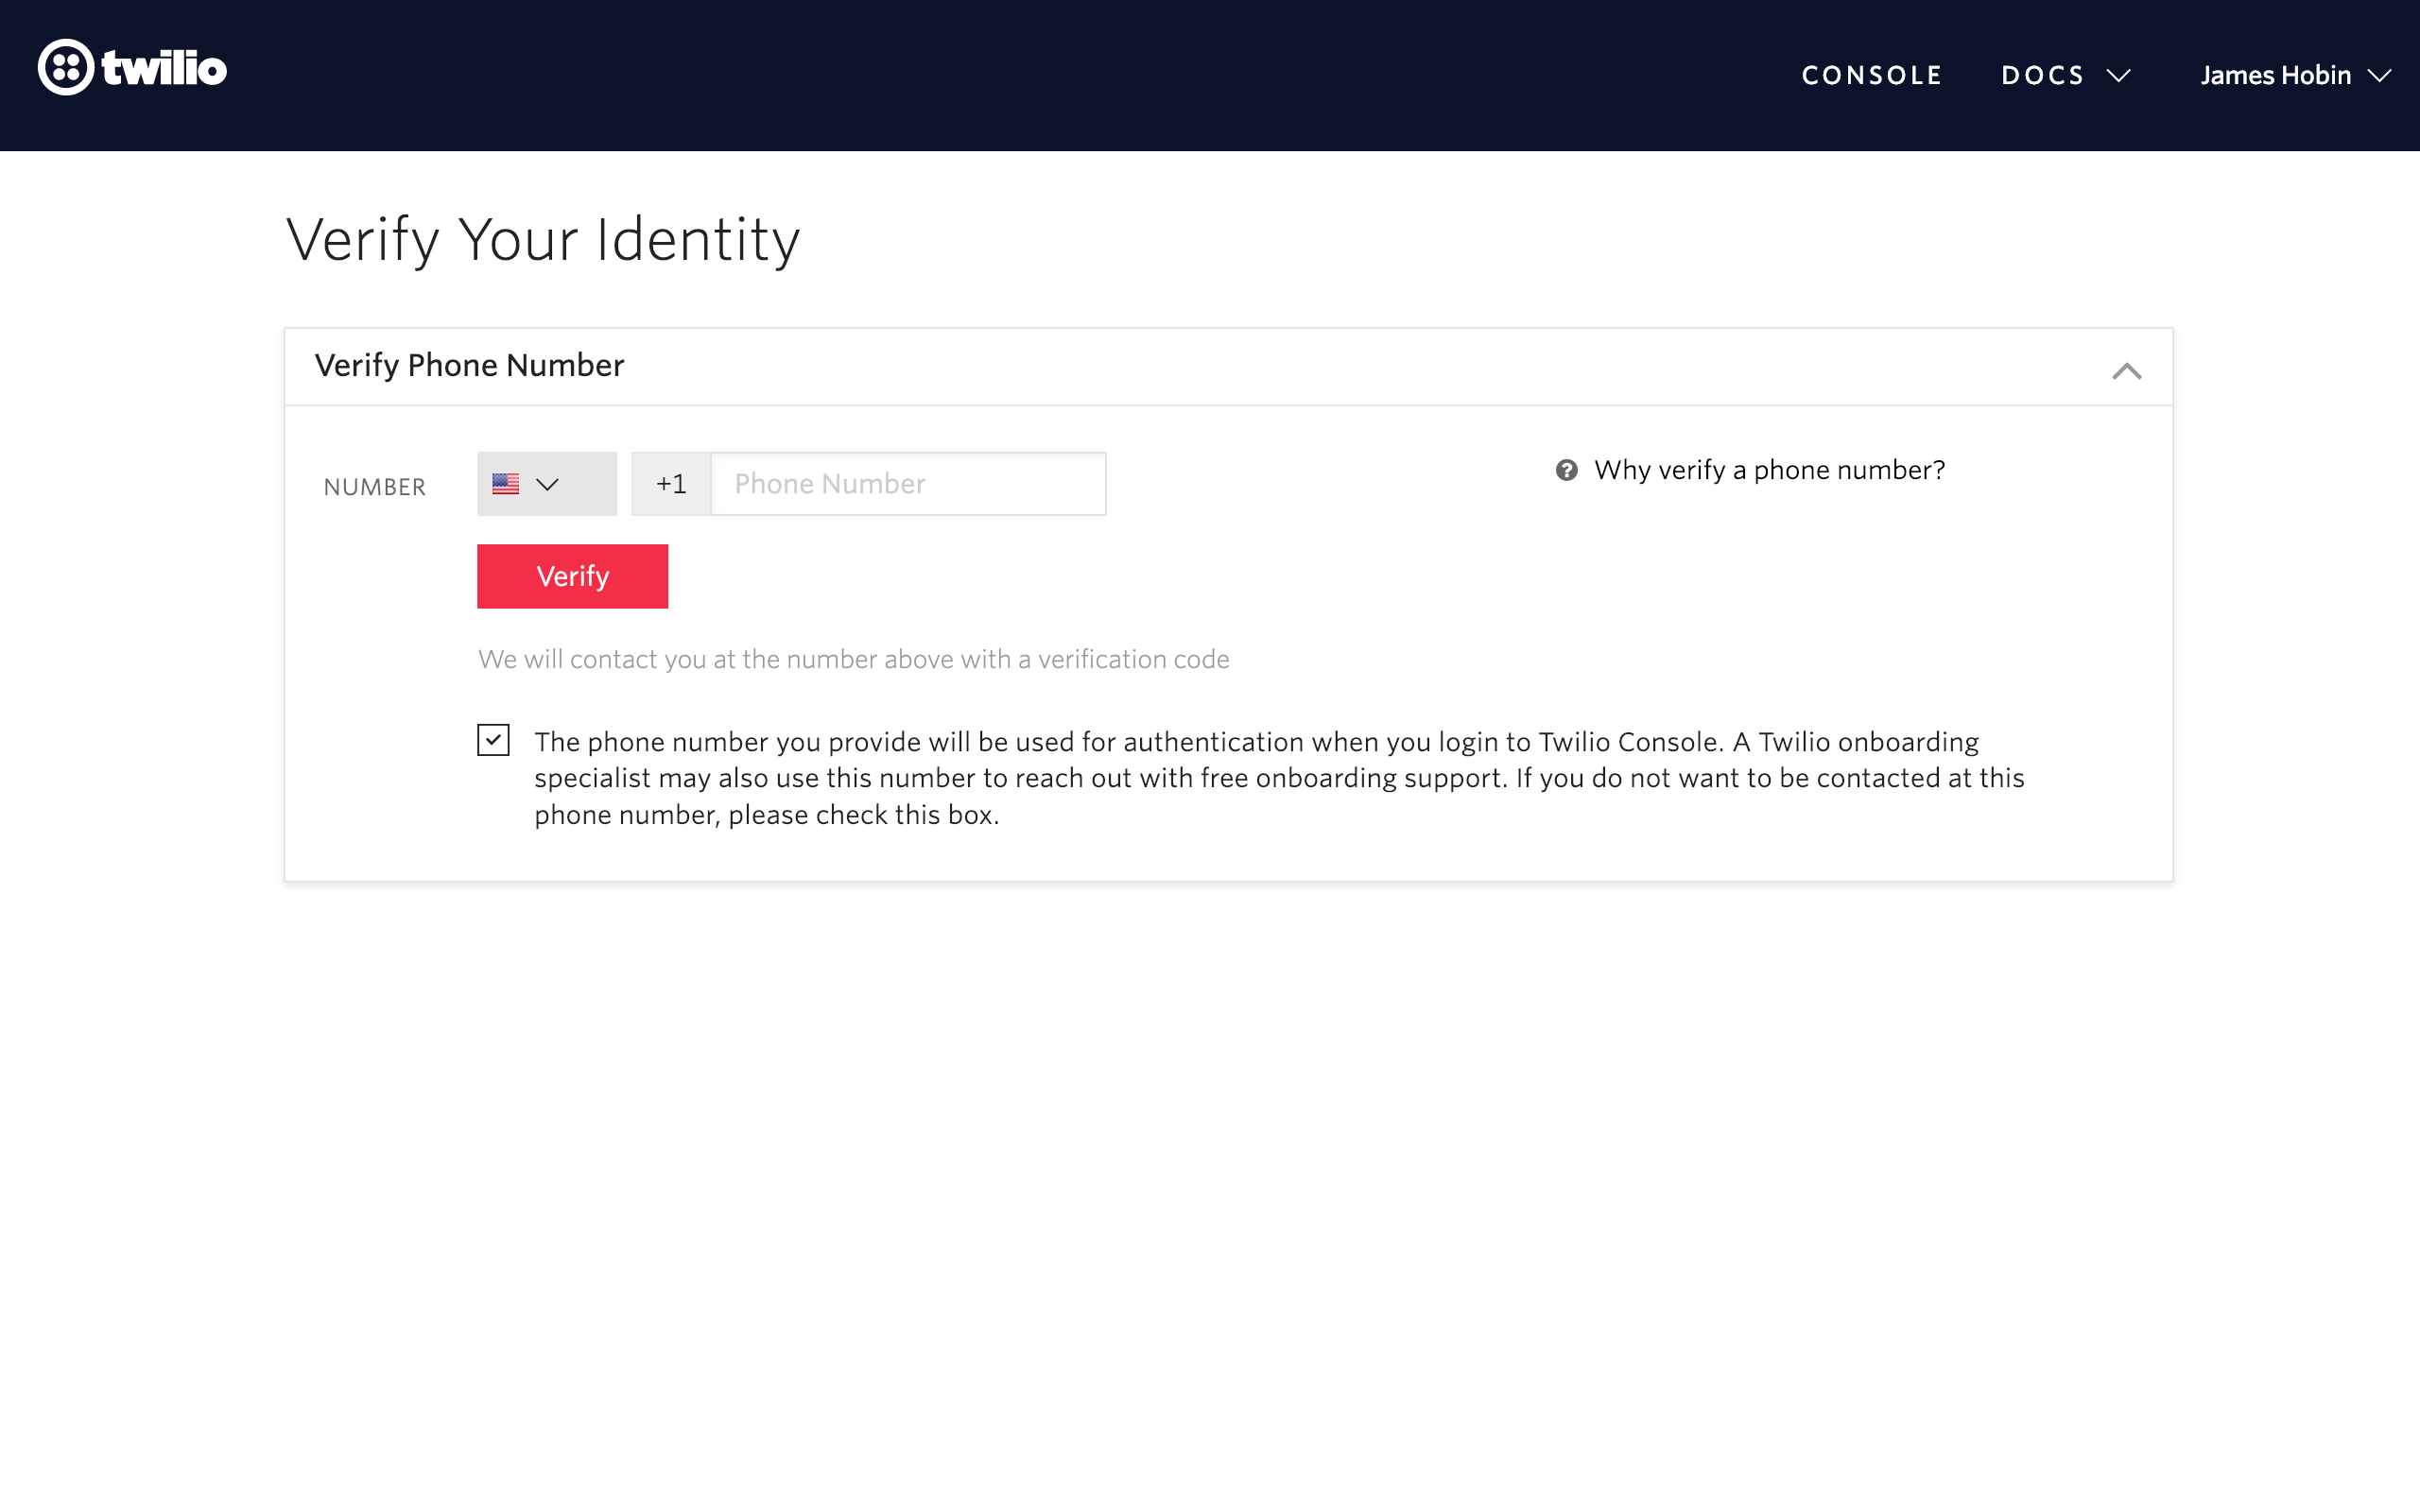 twilio
CONSOLE
DOCS
James Hobin
Verify Your Identity
Verify Phone Number
NUMBER
+1
Phone Number
Why verify a phone number?
Verify
We will contact you at the number above with a verification code
The phone number you provide will be used for authentication when you login to Twilio Console. A Twilio onboarding
specialist may also use this number to reach out with free onboarding support. If you do not want to be contacted at this
phone number, please check this box.